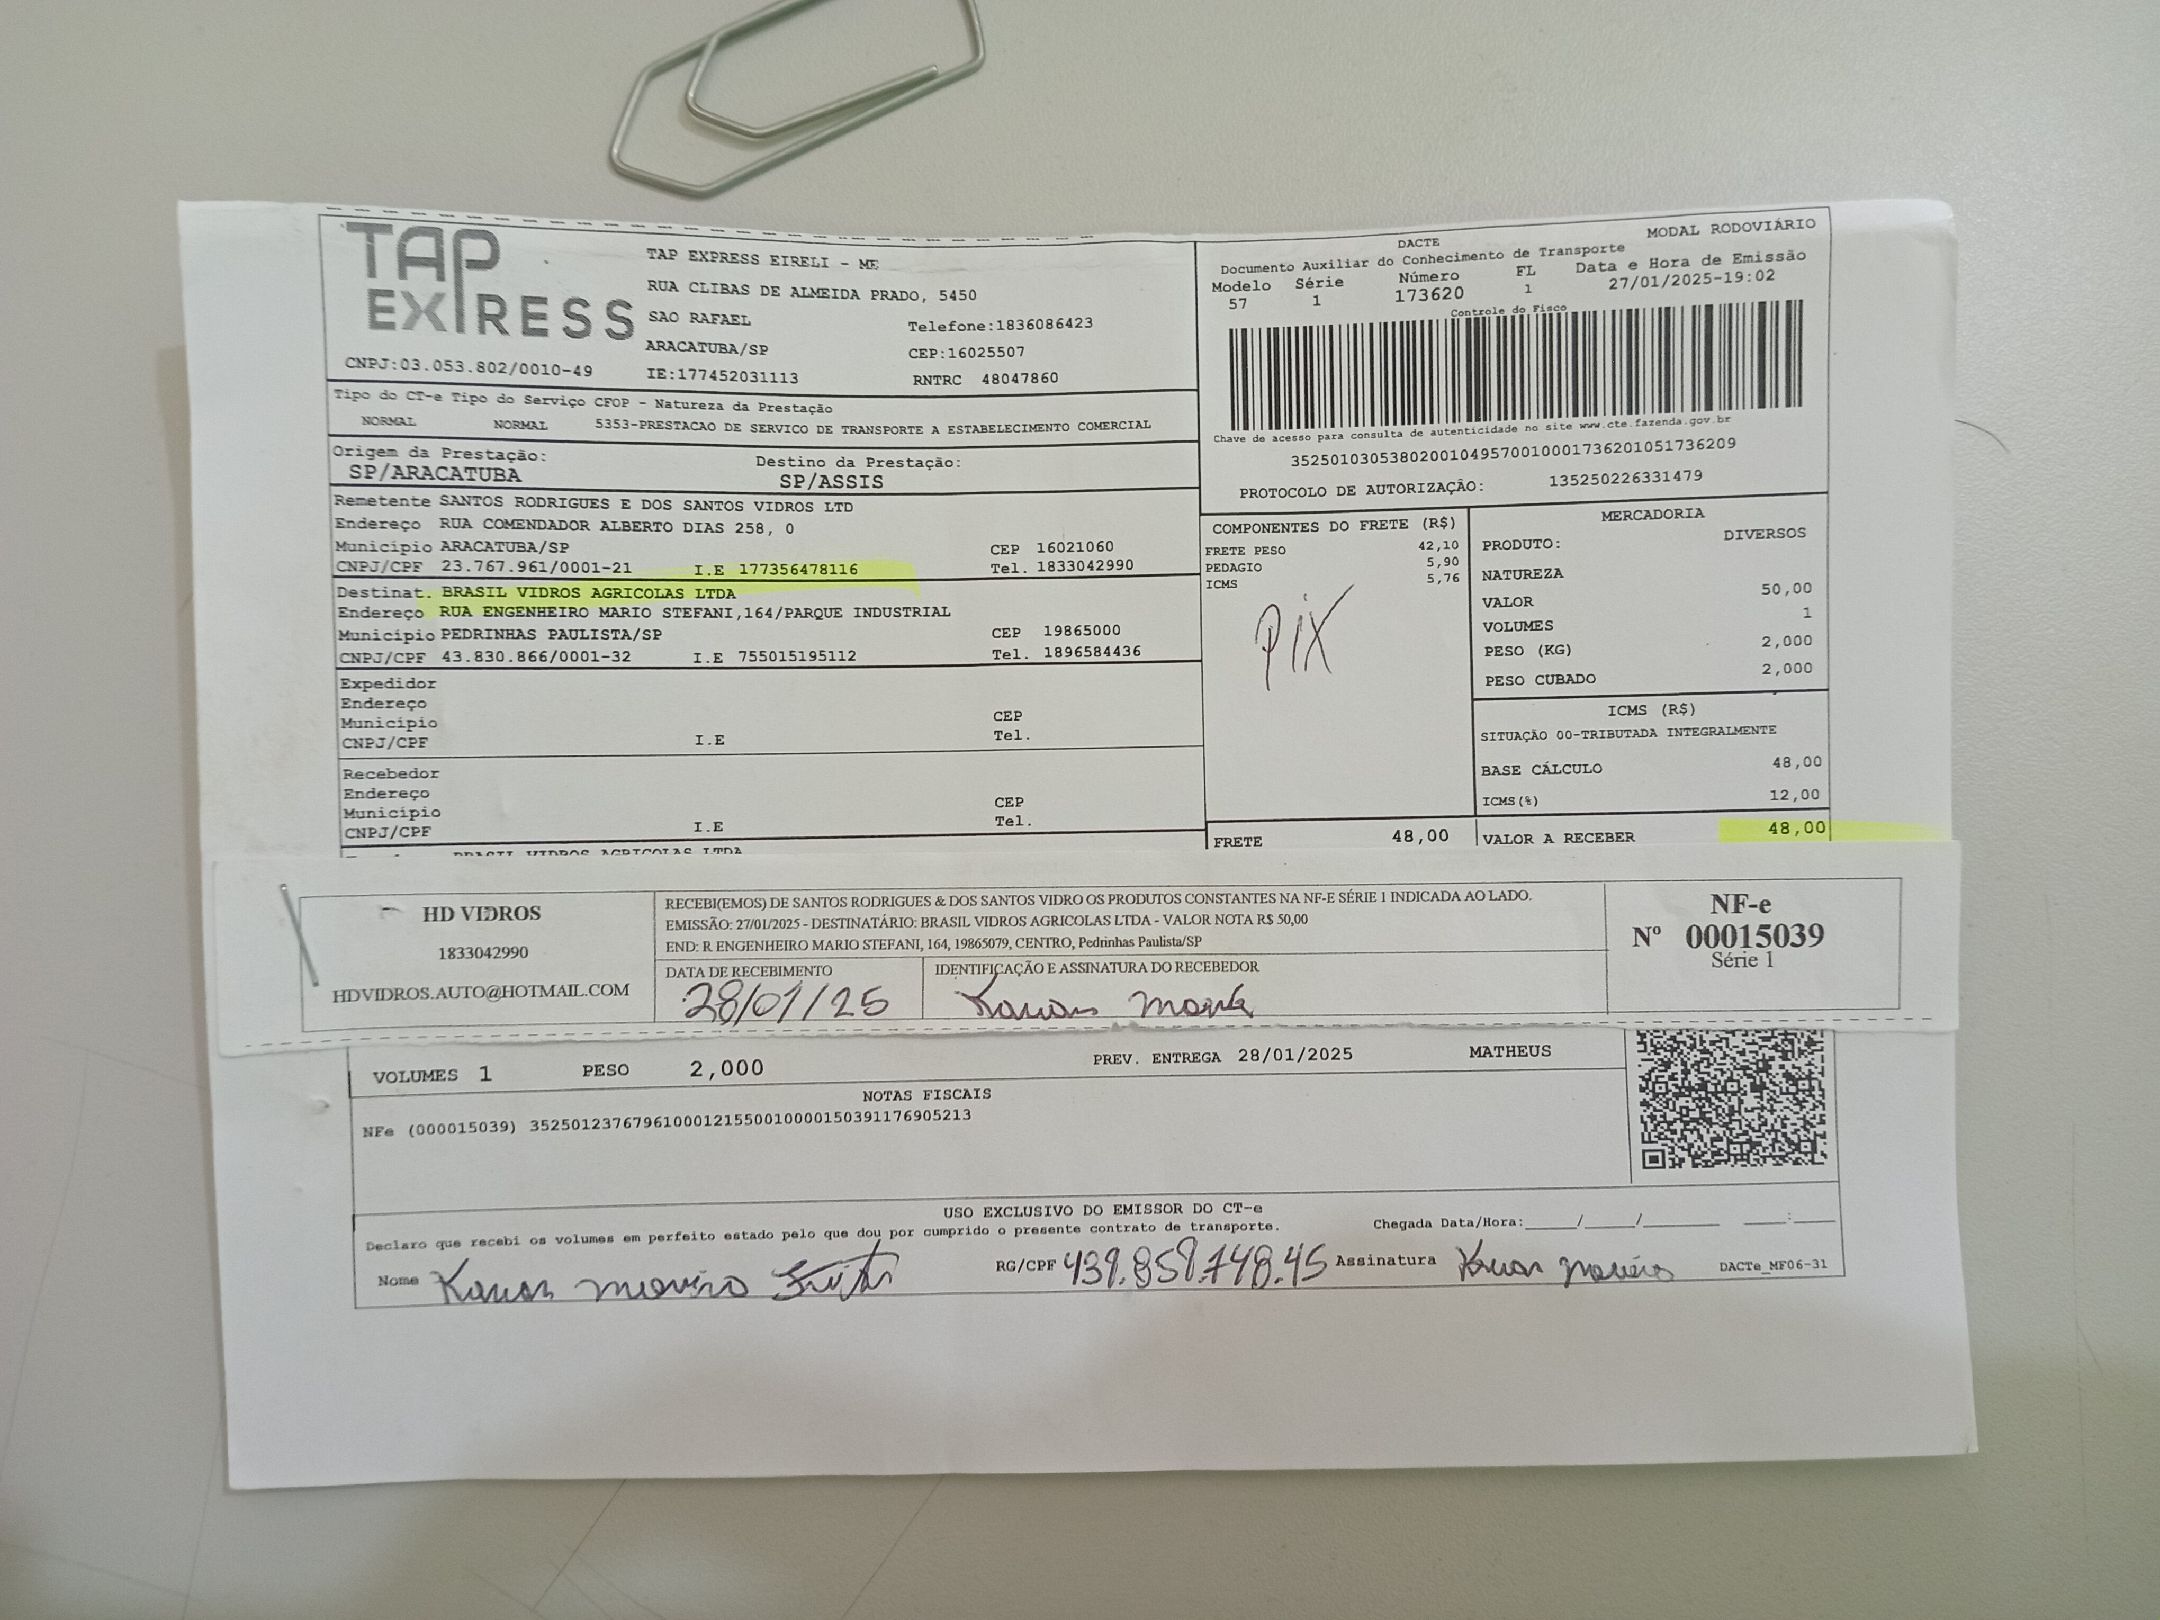 TAP EXPRESS
TAP EXPRESS EIRELI - ME
RUA CLIBAS DE ALMEIDA PRADO, 5450
SAO RAFAEL Telefone:1836086423
ARACATUBA/SP CEP:16025507
CNPJ:03.053.802/0010-49 IE:177452031113 RNTRC 48047860
MODAL RODOVIÁRIO
DACTE
Documento Auxiliar do Conhecimento de Transporte
Modelo Série Número FL Data e Hora de Emissão
57 1 173620 1 27/01/2025-19:02
Controle do Fisco
Chave de acesso para consulta de autenticidade no site www.cte.fazenda.gov.br
35250103053802001049570010001736201051736209
PROTOCOLO DE AUTORIZAÇÃO: 135250226331479
Tipo do CT-e Tipo do Serviço CFOP - Natureza da Prestação
NORMAL NORMAL 5353-PRESTACAO DE SERVICO DE TRANSPORTE A ESTABELECIMENTO COMERCIAL
Origem da Prestação: Destino da Prestação:
SP/ARACATUBA SP/ASSIS
Remetente SANTOS RODRIGUES E DOS SANTOS VIDROS LTD
Endereço RUA COMENDADOR ALBERTO DIAS 258, 0
Município ARACATUBA/SP CEP 16021060
CNPJ/CPF 23.767.961/0001-21 I.E 177356478116 Tel. 1833042990
Destinat. BRASIL VIDROS AGRICOLAS LTDA
Endereço RUA ENGENHEIRO MARIO STEFANI,164/PARQUE INDUSTRIAL
Município PEDRINHAS PAULISTA/SP CEP 19865000
CNPJ/CPF 43.830.866/0001-32 I.E 755015195112 Tel. 1896584436
Expedidor
Endereço
Município CEP
CNPJ/CPF I.E Tel.
Recebedor
Endereço
Município CEP
CNPJ/CPF I.E Tel.
BRASIL VIDROS AGRICOLAS LTDA
COMPONENTES DO FRETE (R$)
FRETE PESO 42,10
PEDAGIO 5,90
ICMS 5,76
PIX
FRETE 48,00
MERCADORIA
PRODUTO: DIVERSOS
NATUREZA
VALOR 50,00
VOLUMES 1
PESO (KG) 2,000
PESO CUBADO 2,000
ICMS (R$)
SITUAÇÃO 00-TRIBUTADA INTEGRALMENTE
BASE CÁLCULO 48,00
ICMS(%) 12,00
VALOR A RECEBER 48,00
HD VIDROS
1833042990
HDVIDROS.AUTO@HOTMAIL.COM
RECEBI(EMOS) DE SANTOS RODRIGUES & DOS SANTOS VIDRO OS PRODUTOS CONSTANTES NA NF-E SÉRIE 1 INDICADA AO LADO.
EMISSÃO: 27/01/2025 - DESTINATÁRIO: BRASIL VIDROS AGRICOLAS LTDA - VALOR NOTA R$ 50,00
END: R ENGENHEIRO MARIO STEFANI, 164, 19865079, CENTRO, Pedrinhas Paulista/SP
DATA DE RECEBIMENTO IDENTIFICAÇÃO E ASSINATURA DO RECEBEDOR
28/01/25
NF-e
Nº 00015039
Série 1
VOLUMES 1 PESO 2,000 PREV. ENTREGA 28/01/2025 MATHEUS
NOTAS FISCAIS
NFe (000015039) 35250123767961000121550010000150391176905213
USO EXCLUSIVO DO EMISSOR DO CT-e
Declaro que recebi os volumes em perfeito estado pelo que dou por cumprido o presente contrato de transporte. Chegada Data/Hora:____/____/______ ___:___
Nome RG/CPF 439.858.748.45 Assinatura DACTe_MF06-31